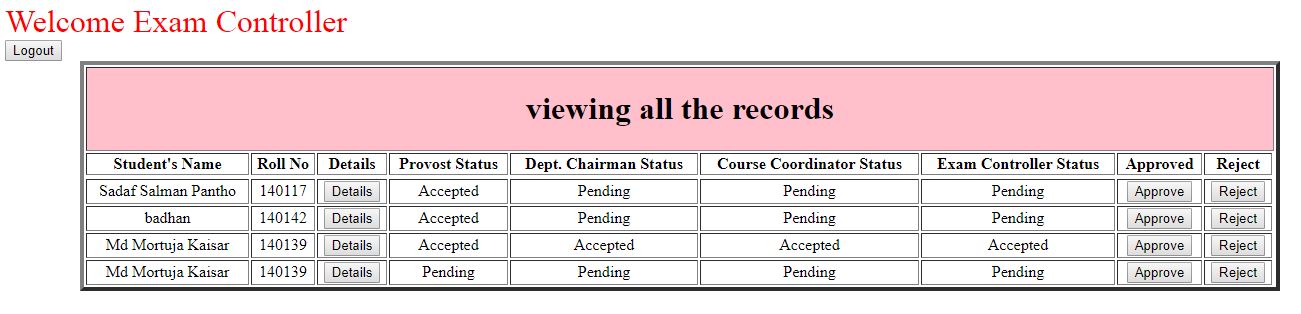 Welcome Exam Controller
Logout
viewing all the records
Student's Name Roll No Details Provost Status Dept. Chairman Status Course Coordinator Status Exam Controller Status Approved Reject
Sadaf Salman Pantho 140117 Details Accepted Pending Pending Pending Approve Reject
badhan 140142 Details Accepted Pending Pending Pending Approve Reject
Md Mortuja Kaisar 140139 Details Accepted Accepted Accepted Accepted Approve Reject
Md Mortuja Kaisar 140139 Details Pending Pending Pending Pending Approve Reject